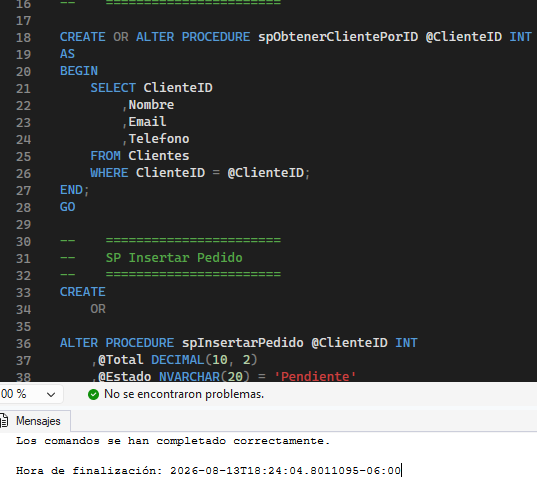 16 -- =======================
17
18 CREATE OR ALTER PROCEDURE spObtenerClientePorID @ClienteID INT
19 AS
20 BEGIN
21 SELECT ClienteID
22 ,Nombre
23 ,Email
24 ,Telefono
25 FROM Clientes
26 WHERE ClienteID = @ClienteID;
27 END;
28 GO
29
30 -- =======================
31 -- SP Insertar Pedido
32 -- =======================
33 CREATE
34 OR
35
36 ALTER PROCEDURE spInsertarPedido @ClienteID INT
37 ,@Total DECIMAL(10, 2)
38 ,@Estado NVARCHAR(20) = 'Pendiente'
00 %
No se encontraron problemas.
Mensajes
Los comandos se han completado correctamente.
Hora de finalización: 2026-08-13T18:24:04.8011095-06:00